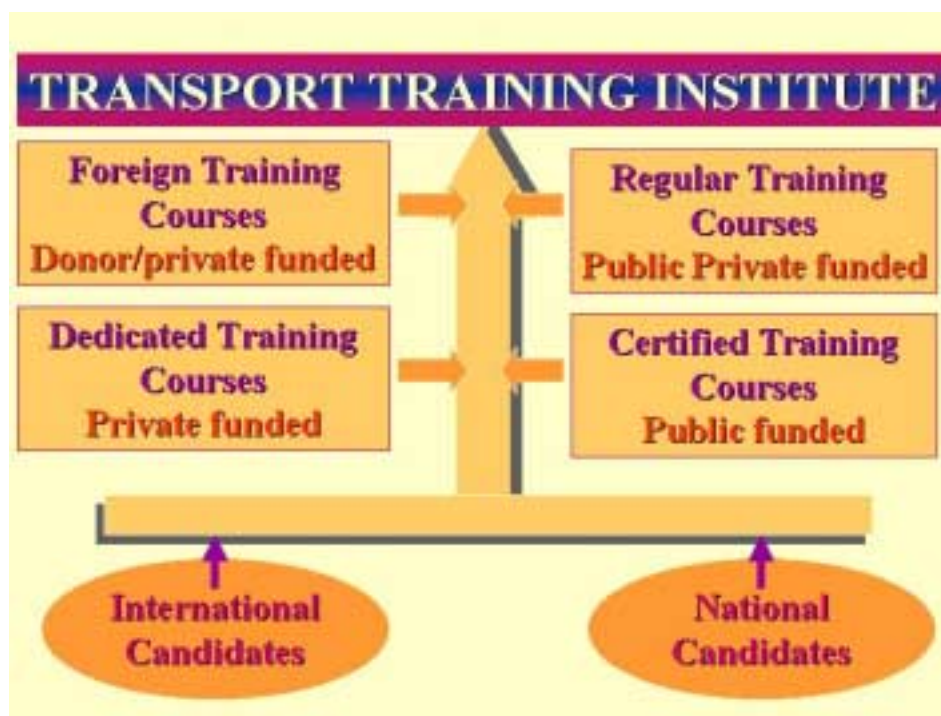 TRANSPORT TRAINING INSTITUTE
Foreign Training
Courses
Donor/private funded
Regular Training
Courses
Public Private funded
Dedicated Training
Courses
Private funded
Certified Training
Courses
Public funded
International
Candidates
National
Candidates